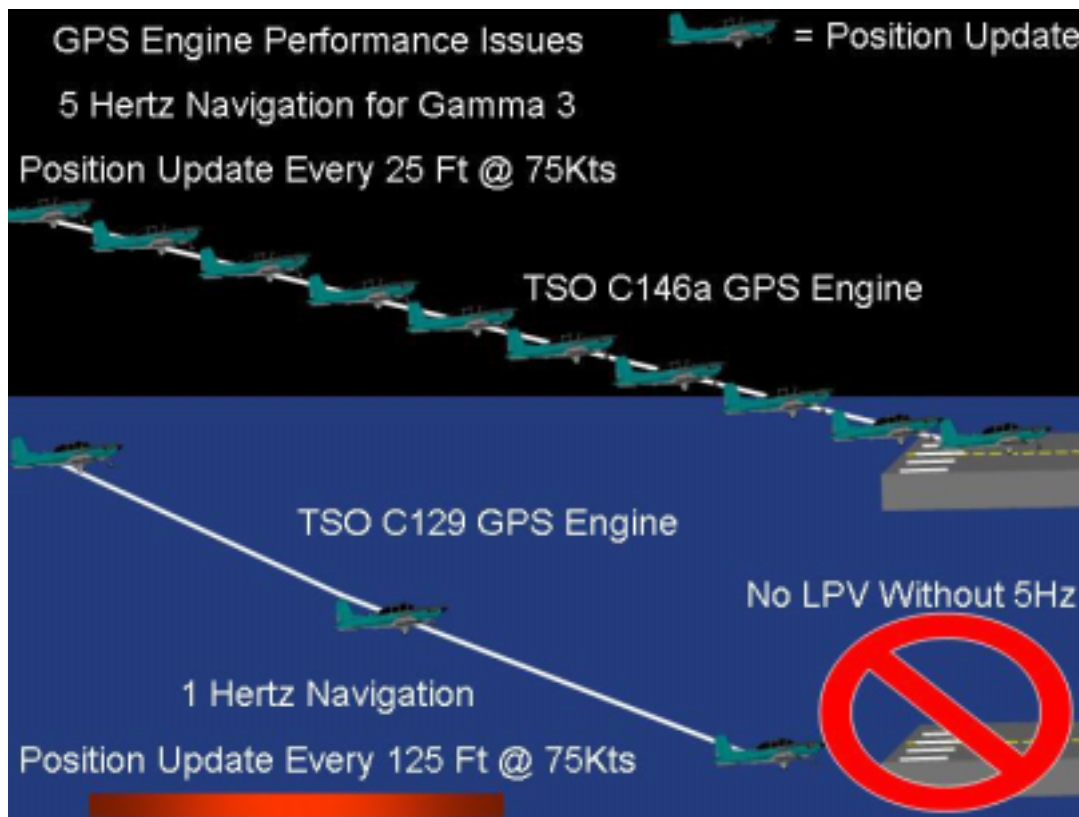 GPS Engine Performance Issues
= Position Update
5 Hertz Navigation for Gamma 3
Position Update Every 25 Ft @ 75Kts
TSO C146a GPS Engine
TSO C129 GPS Engine
No LPV Without 5Hz
1 Hertz Navigation
Position Update Every 125 Ft @ 75Kts